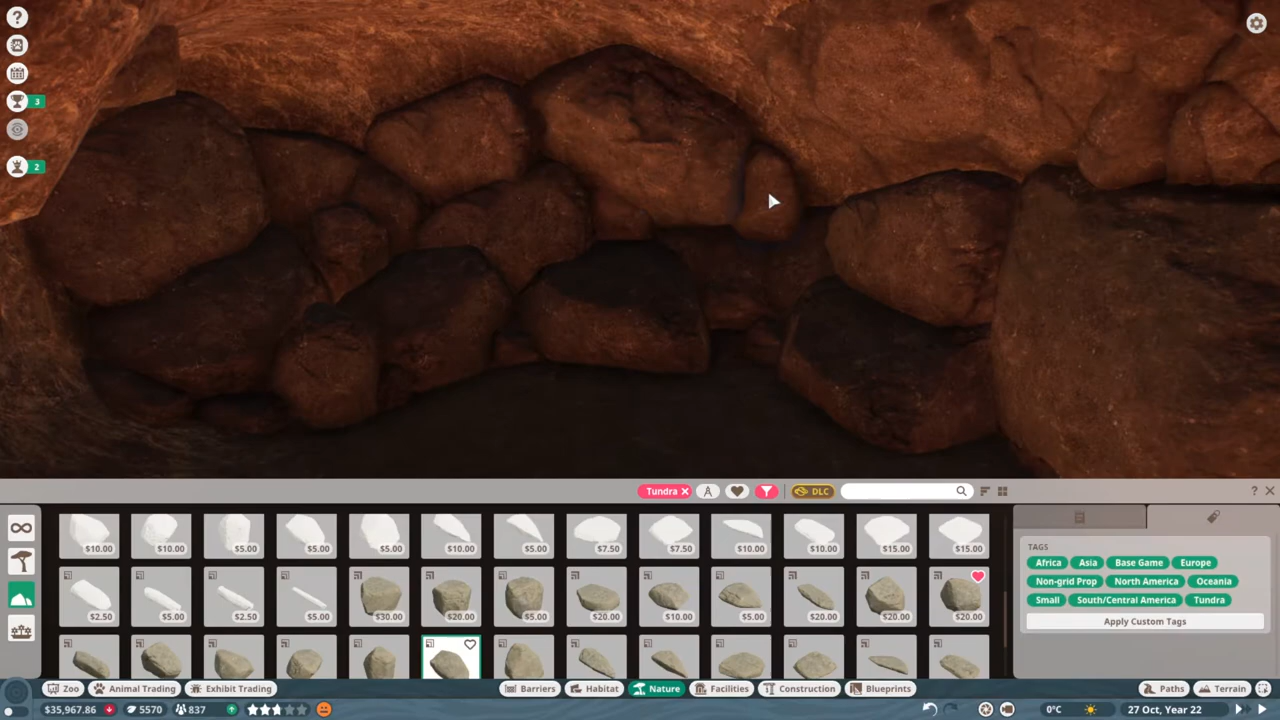 ?
3
2
Tundra ×
DLC
? ×
$10.00 $10.00 $5.00 $5.00 $5.00 $10.00 $5.00 $7.50 $7.50 $10.00 $10.00 $15.00 $15.00
$2.50 $5.00 $2.50 $5.00 $30.00 $20.00 $5.00 $20.00 $10.00 $5.00 $20.00 $20.00 $20.00
TAGS
Africa Asia Base Game Europe
Non-grid Prop North America Oceania
Small South/Central America Tundra
Apply Custom Tags
Zoo Animal Trading Exhibit Trading Barriers Habitat Nature Facilities Construction Blueprints Paths Terrain
$35,967.86 5570 837 0°C 27 Oct, Year 22